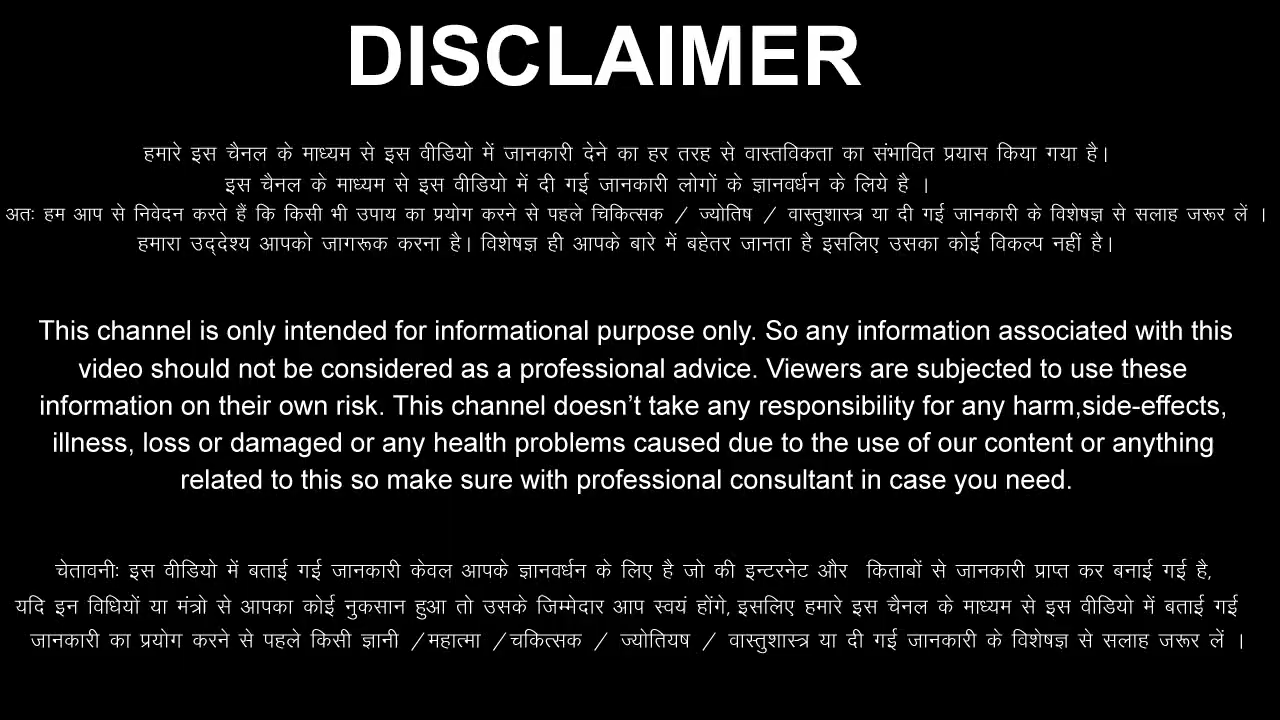 DISCLAIMER
हमारे इस चैनल के माध्यम से इस वीडियो में जानकारी देने का हर तरह से वास्तविकता का संभावित प्रयास किया गया है।
इस चैनल के माध्यम से इस वीडियो में दी गई जानकारी लोगों के ज्ञानवर्धन के लिये है ।
अतः हम आप से निवेदन करते हैं कि किसी भी उपाय का प्रयोग करने से पहले चिकित्सक / ज्योतिष / वास्तुशास्त्र या दी गई जानकारी के विशेषज्ञ से सलाह जरूर लें ।
हमारा उद्देश्य आपको जागरूक करना है। विशेषज्ञ ही आपके बारे में बहेतर जानता है इसलिए उसका कोई विकल्प नहीं है।
This channel is only intended for informational purpose only. So any information associated with this
video should not be considered as a professional advice. Viewers are subjected to use these
information on their own risk. This channel doesn’t take any responsibility for any harm,side-effects,
illness, loss or damaged or any health problems caused due to the use of our content or anything
related to this so make sure with professional consultant in case you need.
चेतावनीः इस वीडियो में बताई गई जानकारी केवल आपके ज्ञानवर्धन के लिए है जो की इन्टरनेट और किताबों से जानकारी प्राप्त कर बनाई गई है,
यदि इन विधियों या मंत्रो से आपका कोई नुकसान हुआ तो उसके जिम्मेदार आप स्वयं होंगे, इसलिए हमारे इस चैनल के माध्यम से इस वीडियो में बताई गई
जानकारी का प्रयोग करने से पहले किसी ज्ञानी /महात्मा /चकित्सक / ज्योतियष / वास्तुशास्त्र या दी गई जानकारी के विशेषज्ञ से सलाह जरूर लें ।